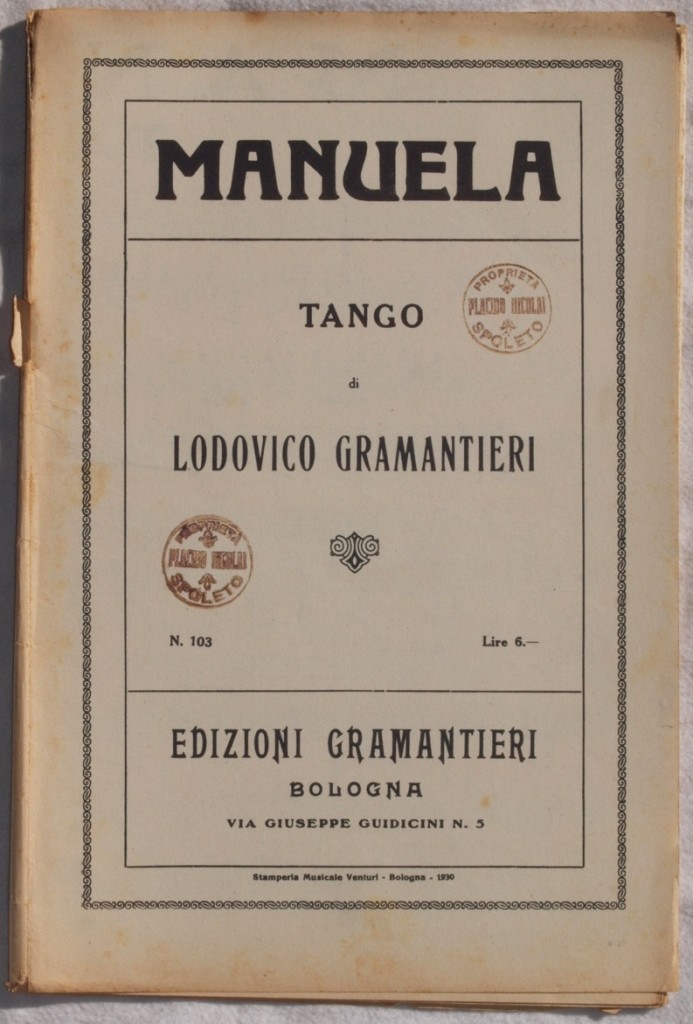 MANUELA
TANGO
PROPRIETÀ
PLACIDO NICOLAI
SPOLETO
di
LODOVICO GRAMANTIERI
PROPRIETÀ
PLACIDO NICOLAI
SPOLETO
N. 103 Lire 6.—
EDIZIONI GRAMANTIERI
BOLOGNA
VIA GIUSEPPE GUIDICINI N. 5
Stamperia Musicale Venturi - Bologna - 1930